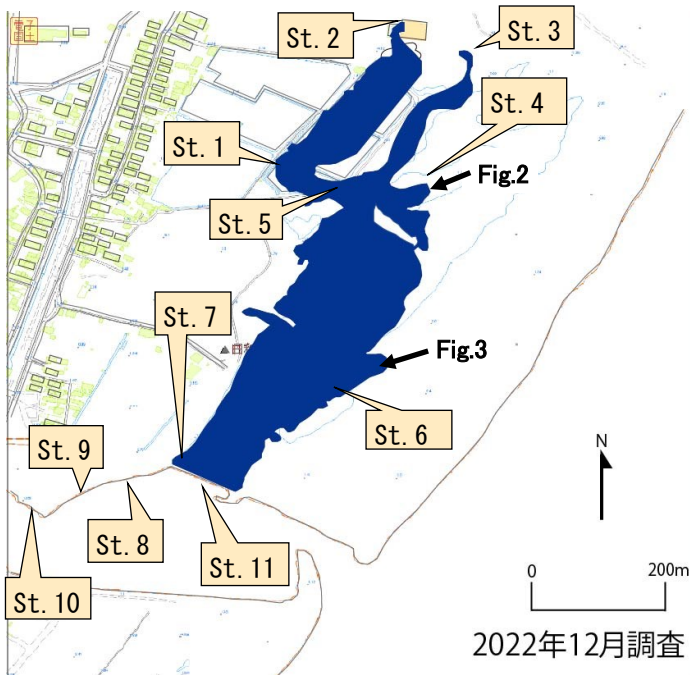 St. 2
St. 3
St. 4
St. 1
Fig.2
St. 5
St. 7
Fig.3
St. 6
St. 9
N
St. 8
St. 11
St. 10
0
200m
2022年12月調査